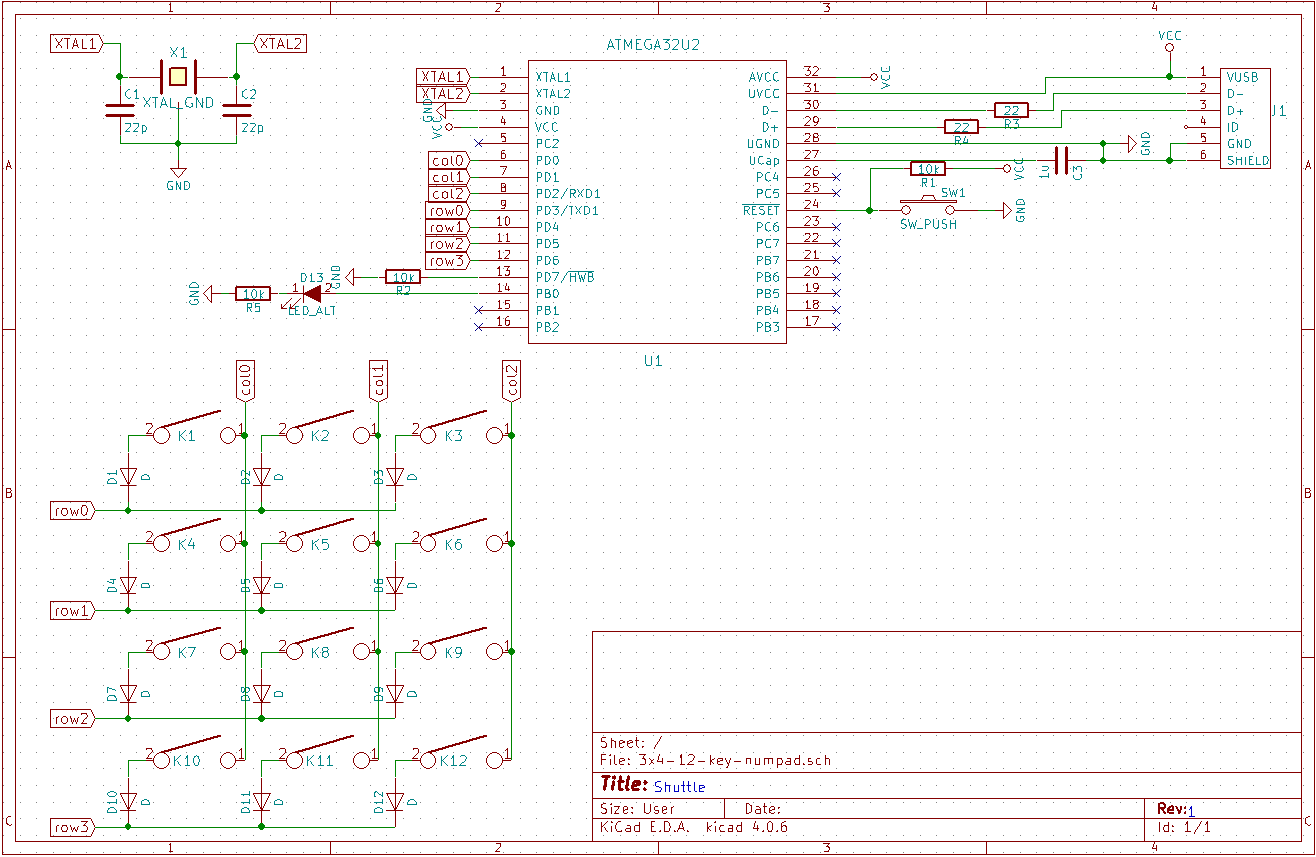 1 2 3 4
XTAL1 XTAL2
X1
C1 XTAL_GND C2
22p 22p
GND
ATMEGA32U2
XTAL1 1 XTAL1
XTAL2 2 XTAL2
GND 3 GND
VCC 4 VCC
5 PC2
col0 6 PD0
col1 7 PD1
col2 8 PD2/RXD1
row0 9 PD3/TXD1
row1 10 PD4
row2 11 PD5
row3 12 PD6
GND 10k R2 13 PD7/HWB
GND 10k R5 1 D13 2 LED_ALT 14 PB0
15 PB1
16 PB2
AVCC 32 VCC
UVCC 31
D- 30 22 R3
D+ 29 22 R4
UGND 28 GND
UCap 27 1u C3
PC4 26
PC5 25
RESET 24
PC6 23
PC7 22
PB7 21
PB6 20
PB5 19
PB4 18
PB3 17
U1
10k R1 VCC
SW1
SW_PUSH GND
VCC
1 VUSB
2 D-
3 D+
4 ID
5 GND
6 SHIELD
J1
A A
col0 col1 col2
2 K1 1 2 K2 1 2 K3 1
D1 D D2 D D3 D
row0
B B
2 K4 1 2 K5 1 2 K6 1
D4 D D5 D D6 D
row1
2 K7 1 2 K8 1 2 K9 1
D7 D D8 D D9 D
row2
2 K10 1 2 K11 1 2 K12 1
D10 D D11 D D12 D
row3
C C
Sheet: /
File: 3x4-12-key-numpad.sch
Title: Shuttle
Size: User Date: Rev:1
KiCad E.D.A. kicad 4.0.6 Id: 1/1
1 2 3 4